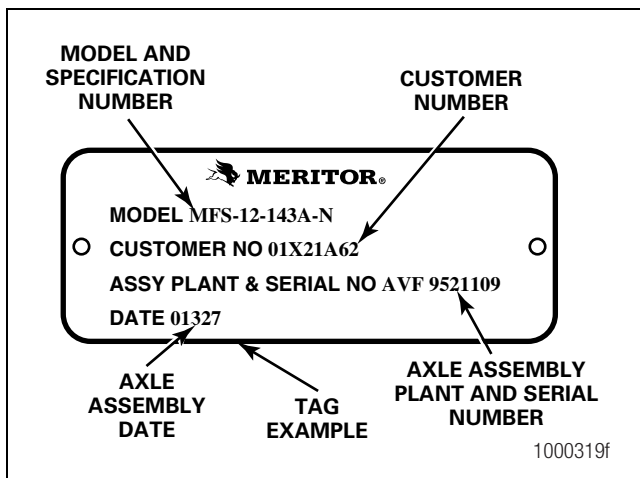 MODEL AND
SPECIFICATION
NUMBER
CUSTOMER
NUMBER
MERITOR®
MODEL MFS-12-143A-N
CUSTOMER NO 01X21A62
ASSY PLANT & SERIAL NO AVF 9521109
DATE 01327
AXLE
ASSEMBLY
DATE
TAG
EXAMPLE
AXLE ASSEMBLY
PLANT AND SERIAL
NUMBER
1000319f